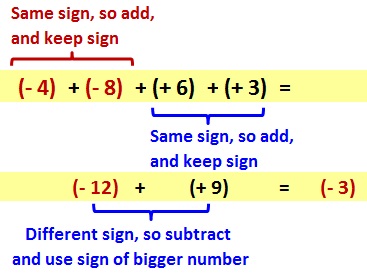 Same sign, so add,
and keep sign
(- 4) + (- 8) + (+ 6) + (+ 3) =
Same sign, so add,
and keep sign
(- 12) + (+ 9) = (- 3)
Different sign, so subtract
and use sign of bigger number